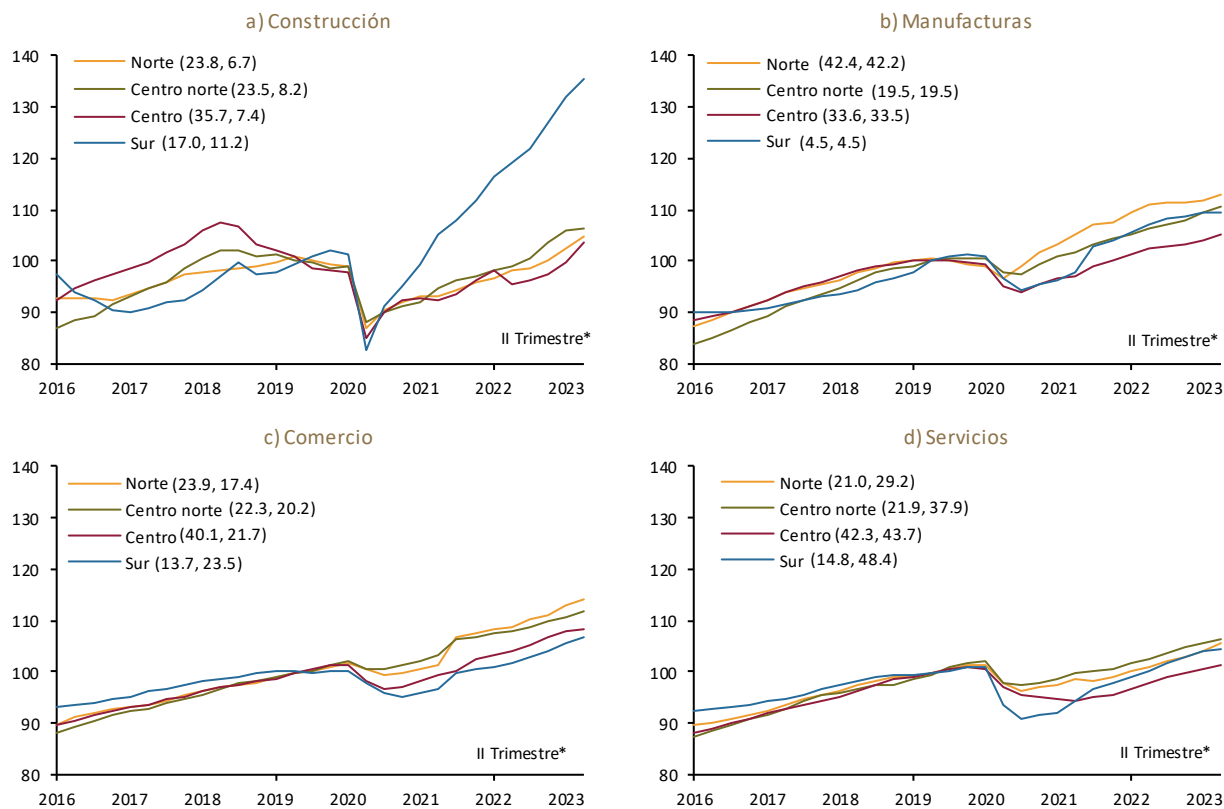 a) Construcción
140
130
120
110
100
90
80
2016 2017 2018 2019 2020 2021 2022 2023
Norte (23.8, 6.7)
Centro norte (23.5, 8.2)
Centro (35.7, 7.4)
Sur (17.0, 11.2)
II Trimestre*
b) Manufacturas
140
130
120
110
100
90
80
2016 2017 2018 2019 2020 2021 2022 2023
Norte (42.4, 42.2)
Centro norte (19.5, 19.5)
Centro (33.6, 33.5)
Sur (4.5, 4.5)
II Trimestre*
c) Comercio
140
130
120
110
100
90
80
2016 2017 2018 2019 2020 2021 2022 2023
Norte (23.9, 17.4)
Centro norte (22.3, 20.2)
Centro (40.1, 21.7)
Sur (13.7, 23.5)
II Trimestre*
d) Servicios
140
130
120
110
100
90
80
2016 2017 2018 2019 2020 2021 2022 2023
Norte (21.0, 29.2)
Centro norte (21.9, 37.9)
Centro (42.3, 43.7)
Sur (14.8, 48.4)
II Trimestre*